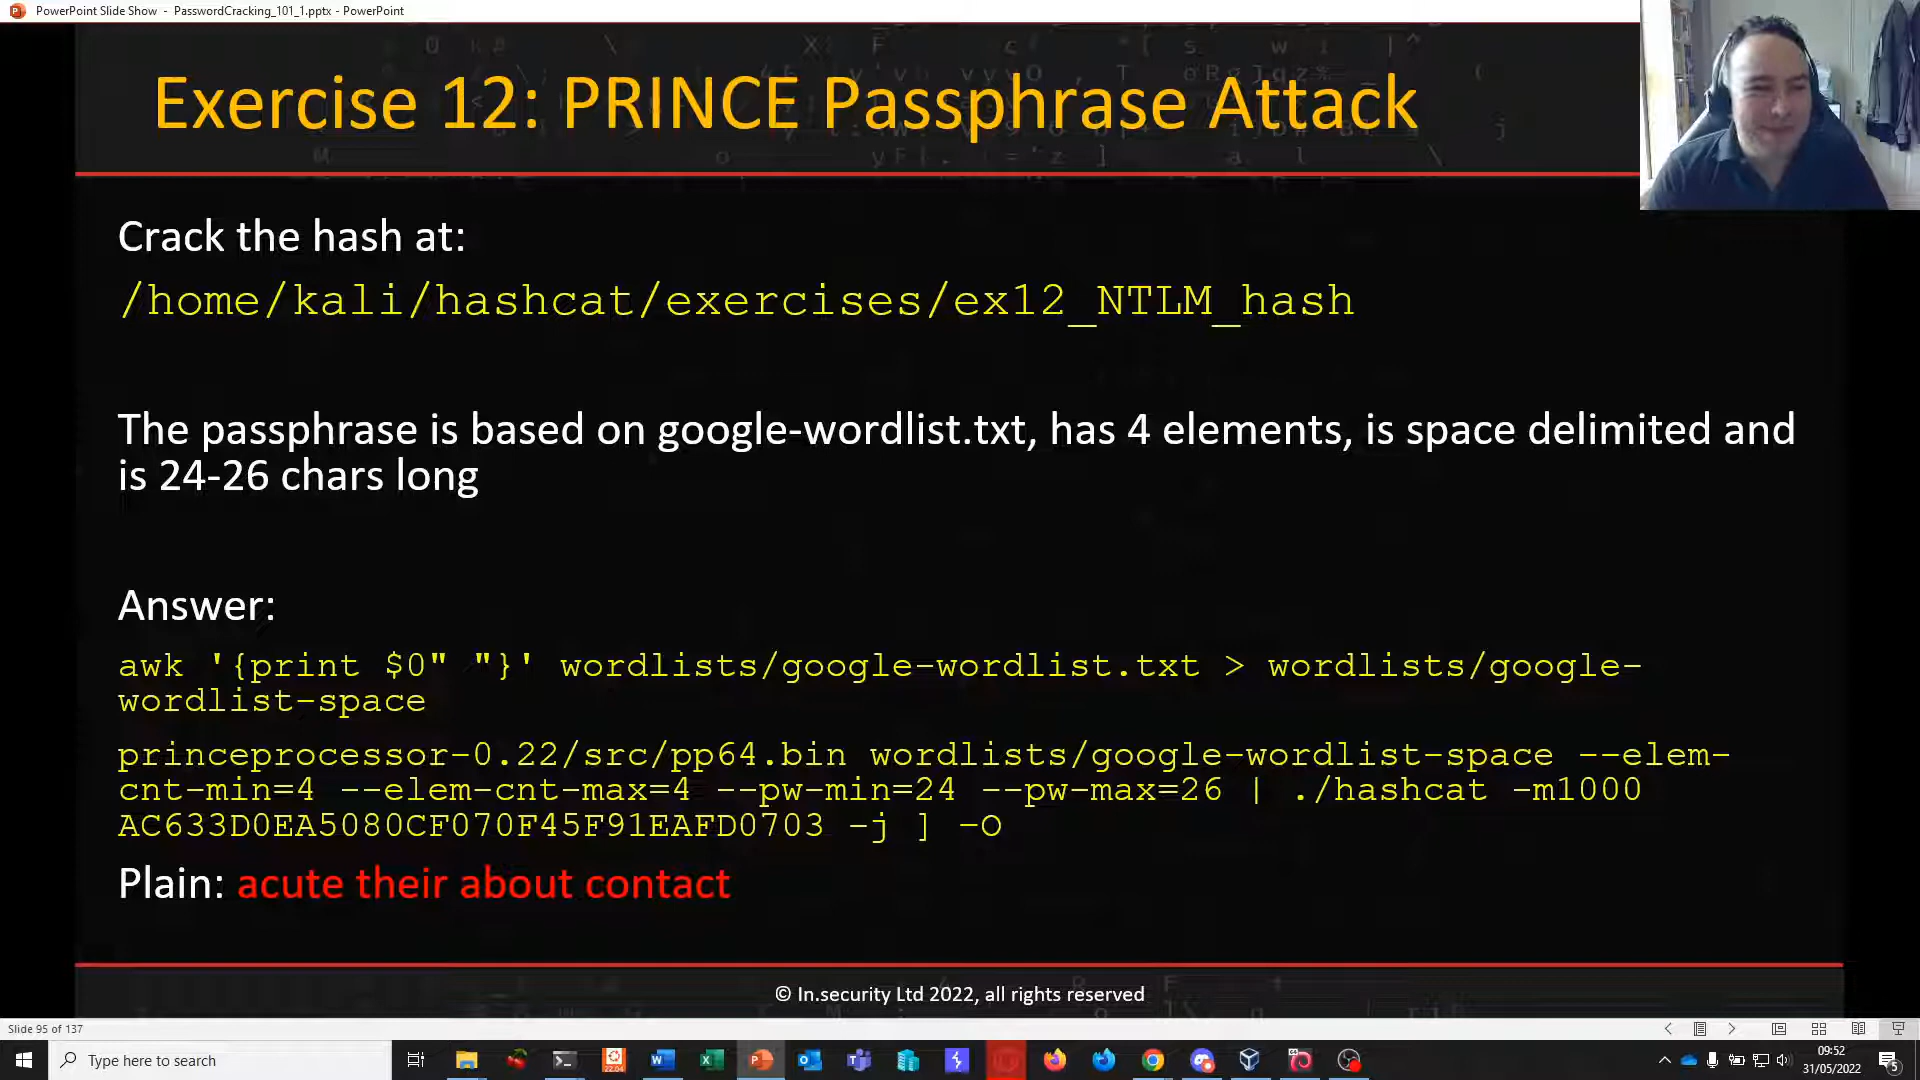 PowerPoint Slide Show - PasswordCracking_101_1.pptx - PowerPoint
Exercise 12: PRINCE Passphrase Attack
Crack the hash at:
/home/kali/hashcat/exercises/ex12_NTLM_hash
The passphrase is based on google-wordlist.txt, has 4 elements, is space delimited and
is 24-26 chars long
Answer:
awk '{print $0" "}' wordlists/google-wordlist.txt > wordlists/google-
wordlist-space
princeprocessor-0.22/src/pp64.bin wordlists/google-wordlist-space --elem-
cnt-min=4 --elem-cnt-max=4 --pw-min=24 --pw-max=26 | ./hashcat -m1000
AC633D0EA5080CF070F45F91EAFD0703 -j ] –O
Plain: acute their about contact
© In.security Ltd 2022, all rights reserved
Slide 95 of 137
Type here to search
22.04
09:52
31/05/2022
5